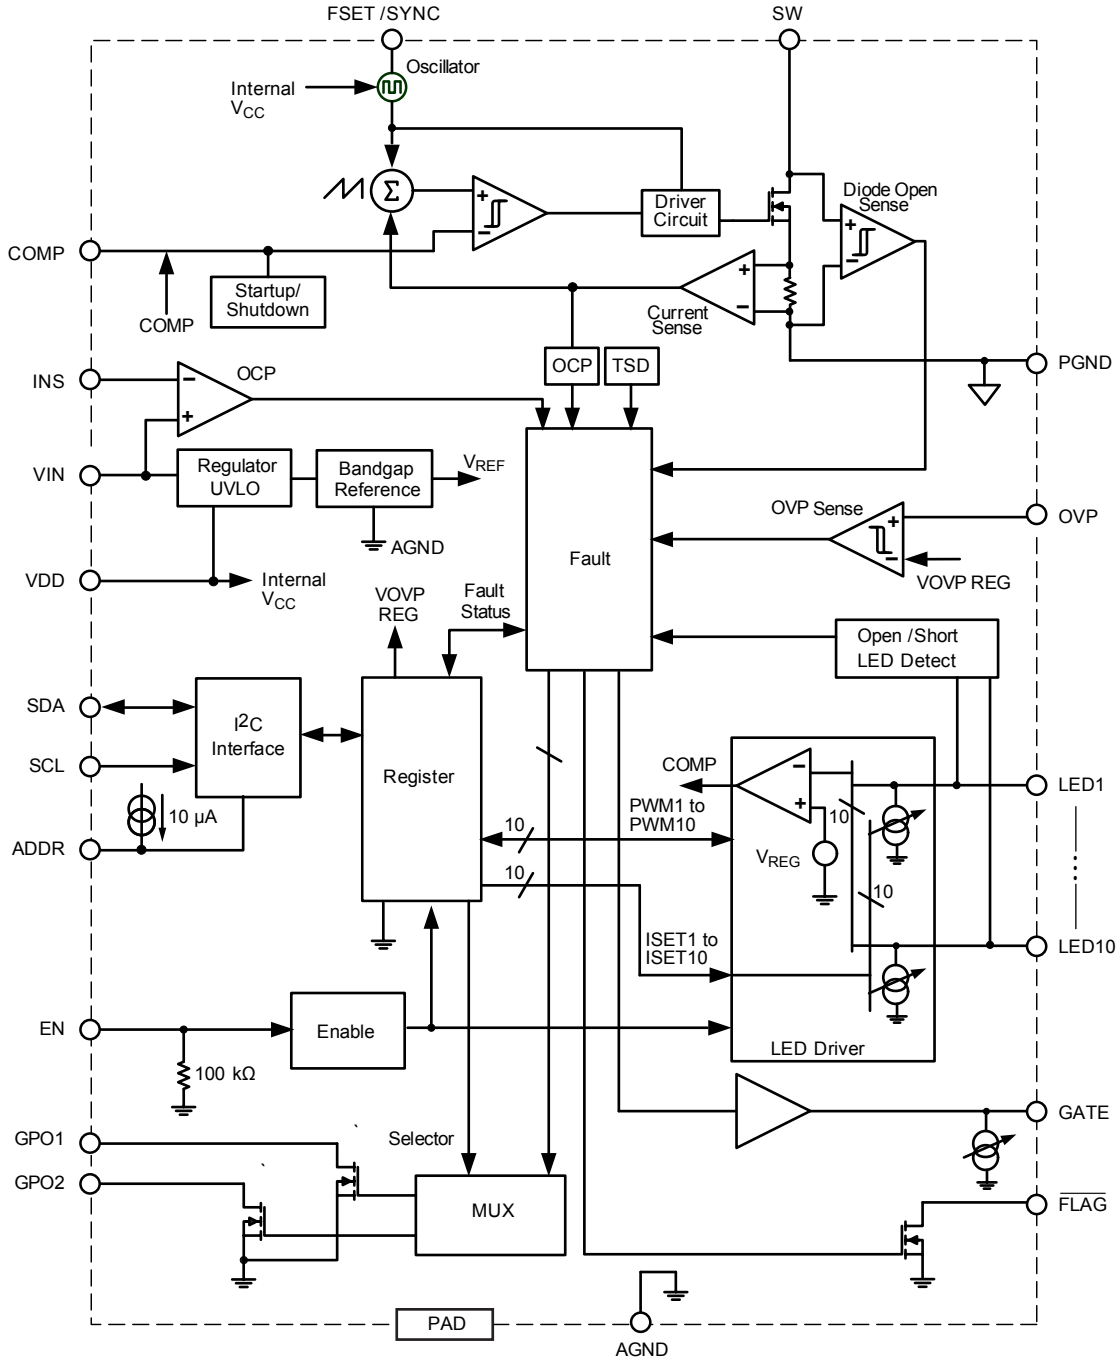 FSET /SYNC
SW
Oscillator
Internal
VCC
Σ
+
−
Driver
Circuit
Diode Open
Sense
+
−
COMP
Startup/
Shutdown
COMP
+
−
Current
Sense
OCP
TSD
PGND
INS
−
+
OCP
VIN
Regulator
UVLO
Bandgap
Reference
VREF
AGND
Fault
OVP Sense
+
−
OVP
VOVP REG
VDD
Internal
VCC
VOVP
REG
Fault
Status
Open /Short
LED Detect
SDA
I2C
Interface
SCL
10 µA
ADDR
Register
COMP
−
+
VREG
PWM1 to
PWM10
10
10
10
10
LED1
LED10
ISET1 to
ISET10
LED Driver
EN
Enable
100 kΩ
GATE
GPO1
GPO2
Selector
MUX
FLAG
PAD
AGND